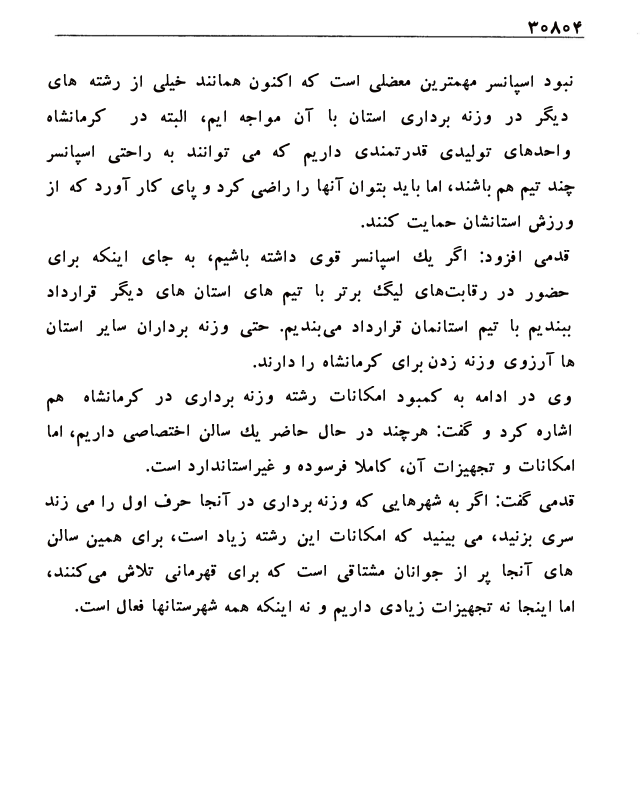 ۳۰۸۰۴
نبود اسپانسر مهمترین معضلی است که اکنون همانند خیلی از رشته های
دیگر در وزنه برداری استان با آن مواجه ایم، البته در کرمانشاه
واحدهای تولیدی قدرتمندی داریم که می توانند به راحتی اسپانسر
چند تیم هم باشند، اما باید بتوان آنها را راضی کرد و پای کار آورد که از
ورزش استانشان حمایت کنند.
قدمی افزود: اگر یك اسپانسر قوی داشته باشیم، به جای اینکه برای
حضور در رقابت‌های لیگ برتر با تیم های استان های دیگر قرارداد
ببندیم با تیم استانمان قرارداد می‌بندیم. حتی وزنه برداران سایر استان
ها آرزوی وزنه زدن برای کرمانشاه را دارند.
وی در ادامه به کمبود امکانات رشته وزنه برداری در کرمانشاه هم
اشاره کرد و گفت: هرچند در حال حاضر یك سالن اختصاصی داریم، اما
امکانات و تجهیزات آن، کاملا فرسوده و غیراستاندارد است.
قدمی گفت: اگر به شهرهایی که وزنه برداری در آنجا حرف اول را می زند
سری بزنید، می بینید که امکانات این رشته زیاد است، برای همین سالن
های آنجا پر از جوانان مشتاقی است که برای قهرمانی تلاش می‌کنند،
اما اینجا نه تجهیزات زیادی داریم و نه اینکه همه شهرستانها فعال است.